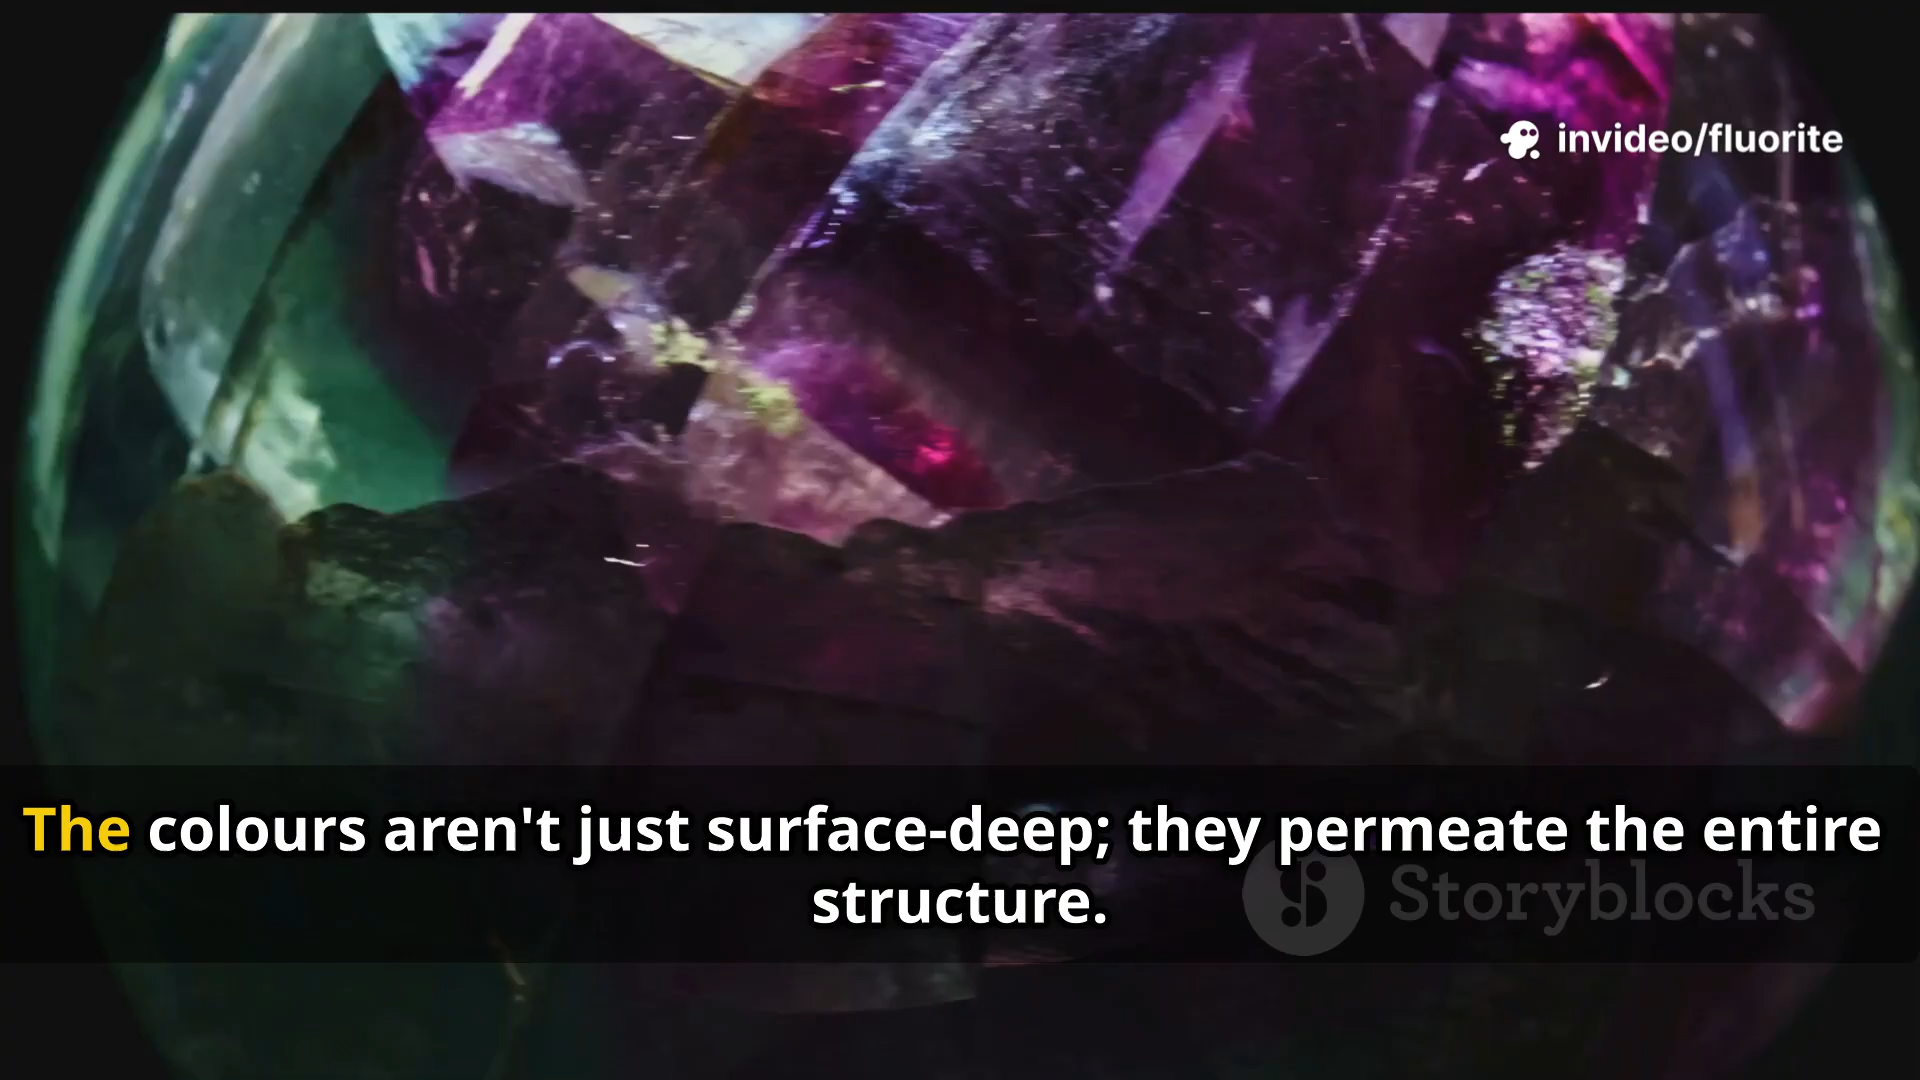 invideo/fluorite
The colours aren't just surface-deep; they permeate the entire
structure.
Storyblocks